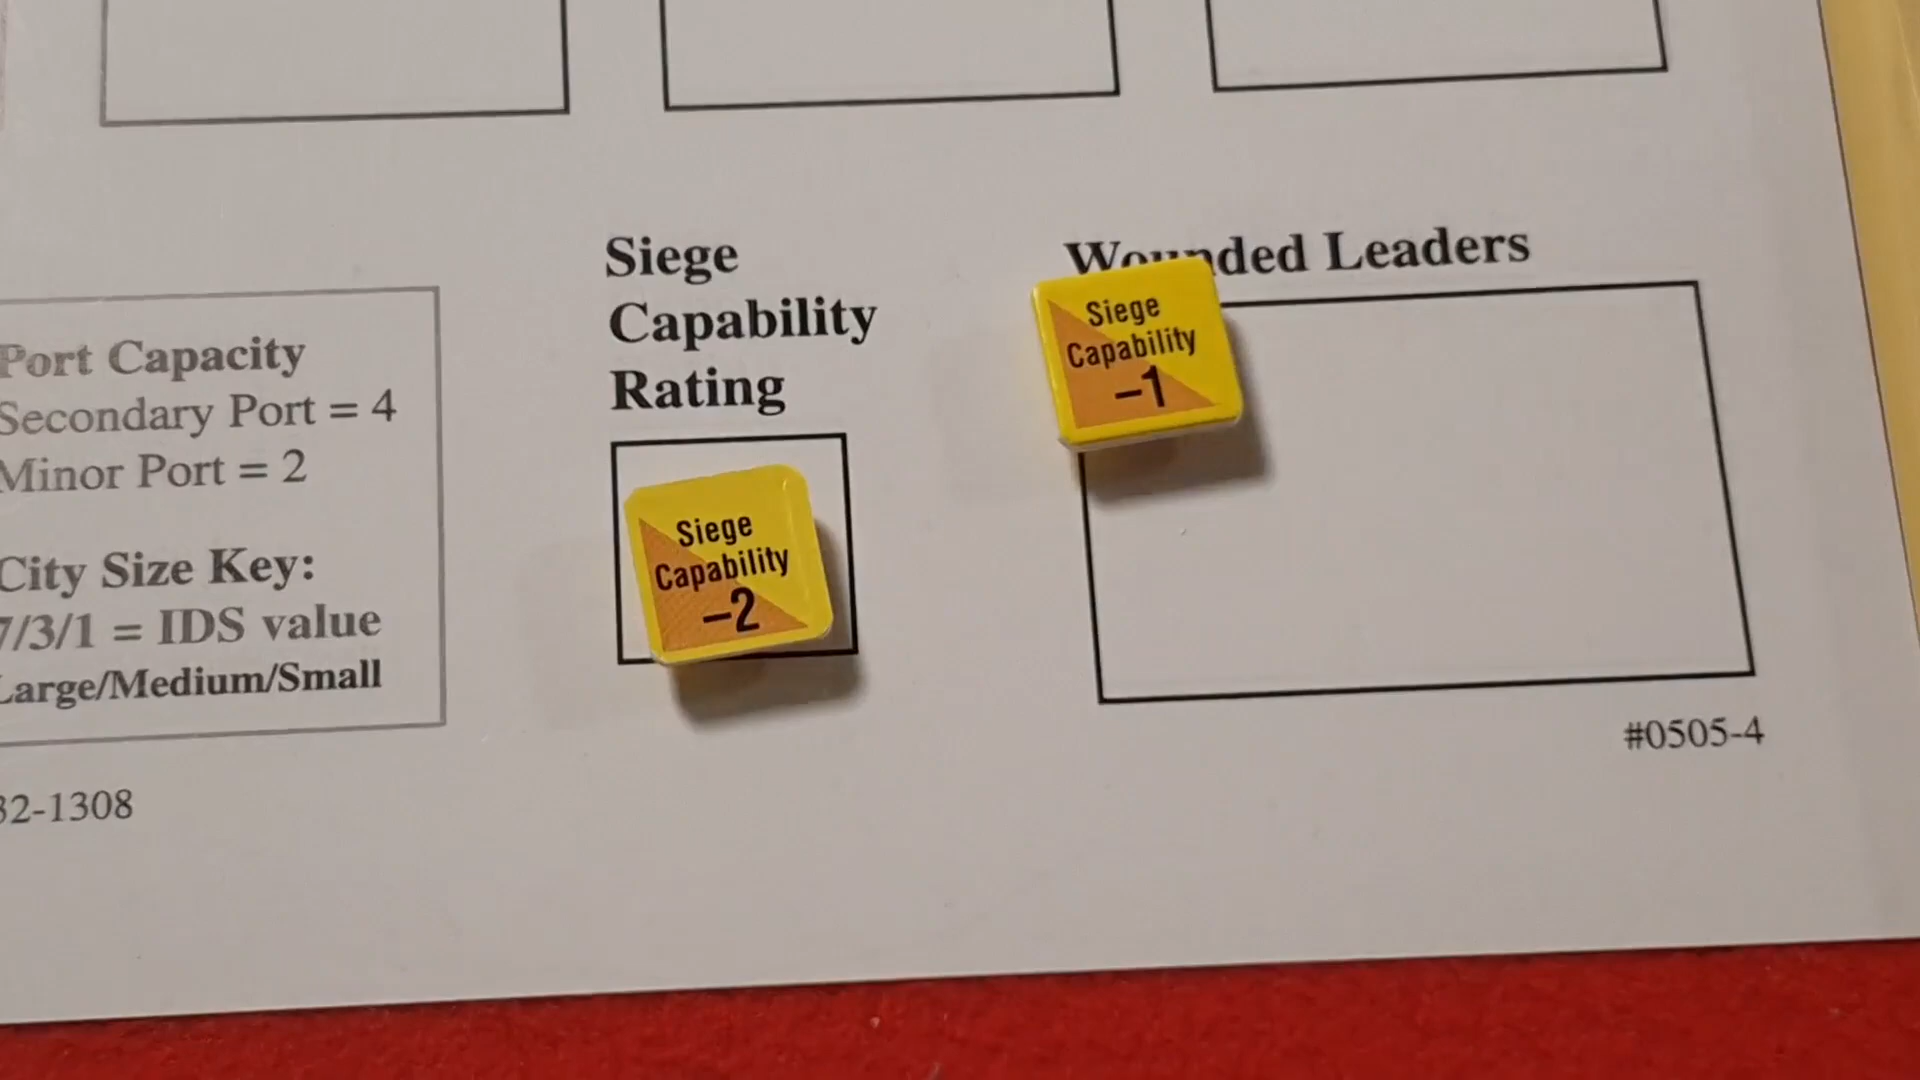 Port Capacity
Secondary Port = 4
Minor Port = 2
City Size Key:
7/3/1 = IDS value
Large/Medium/Small
32-1308
Siege
Capability
Rating
Siege
Capability
–2
Wounded Leaders
Siege
Capability
–1
#0505-4